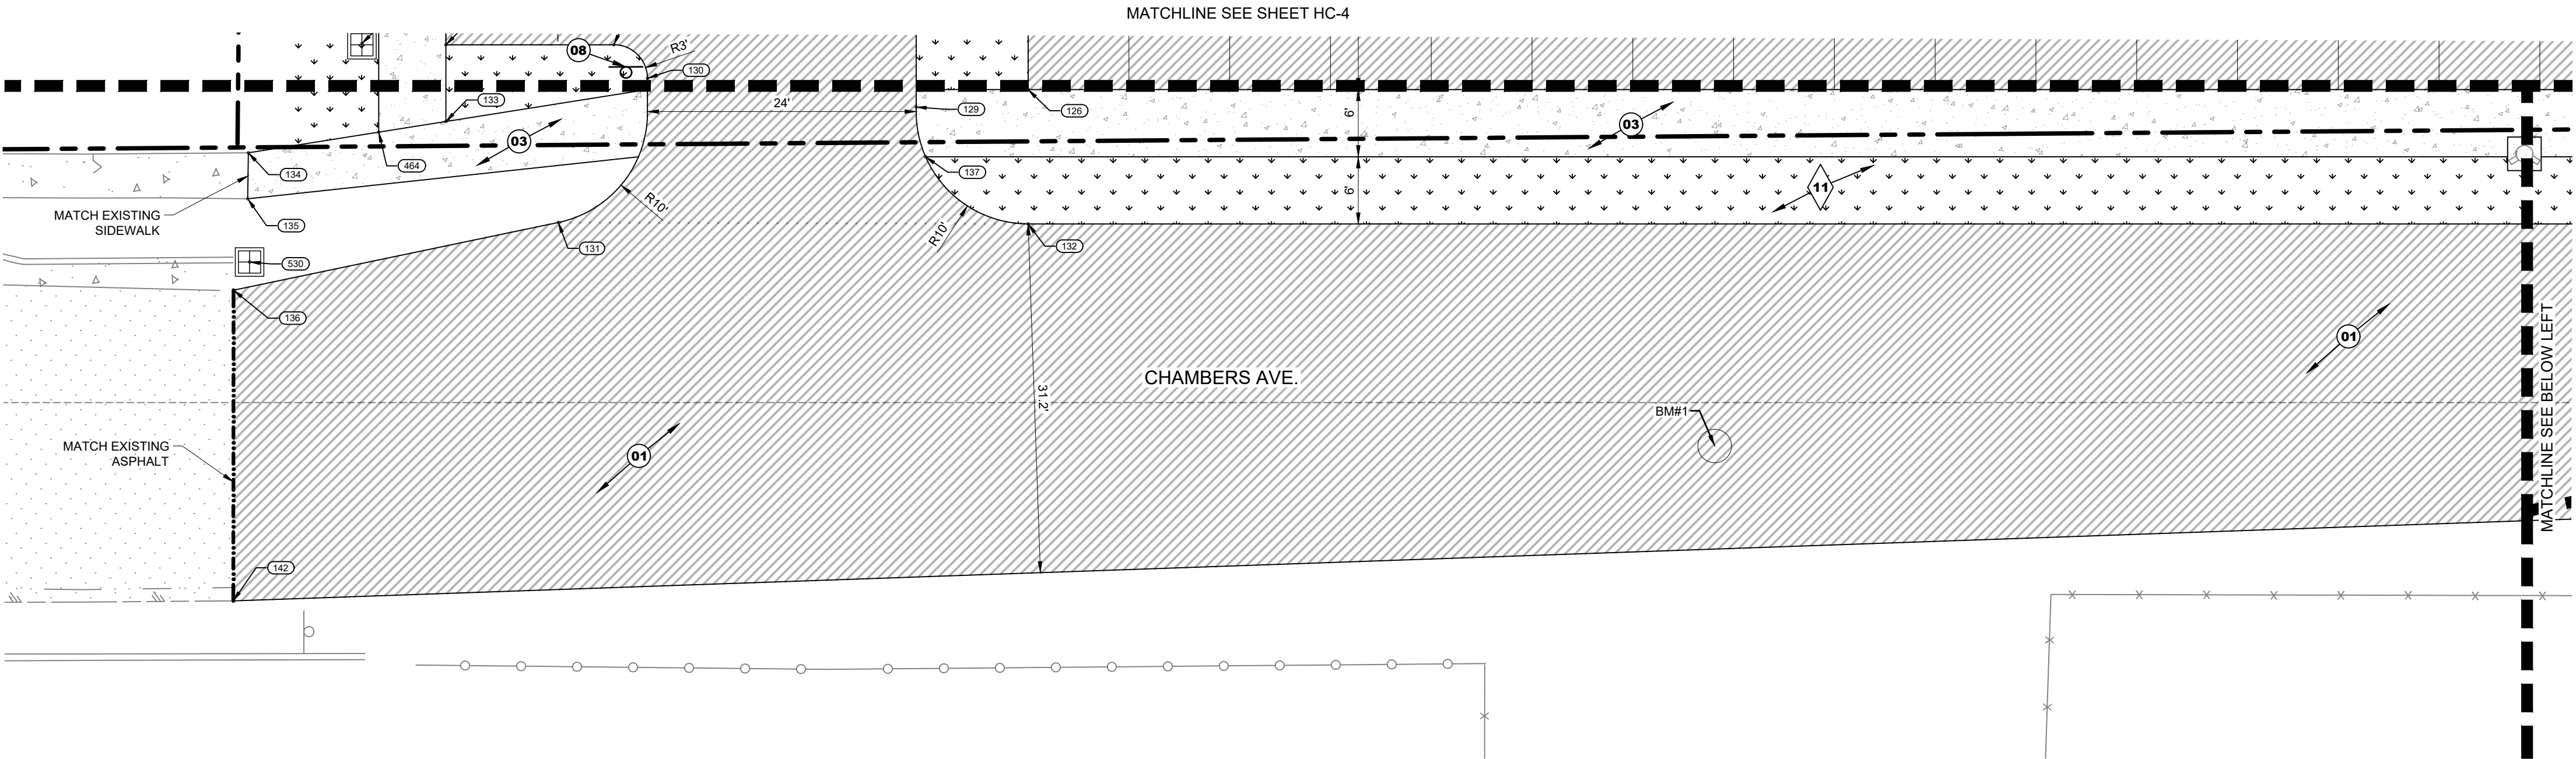 MATCHLINE SEE SHEET HC-4
08
R3'
130
133
24'
129
126
6'
03
03
134
464
137
6'
11
MATCH EXISTING
SIDEWALK
R10'
135
R10'
131
132
530
136
01
MATCHLINE SEE BELOW LEFT
CHAMBERS AVE.
31.2'
BM#1
MATCH EXISTING
ASPHALT
01
142